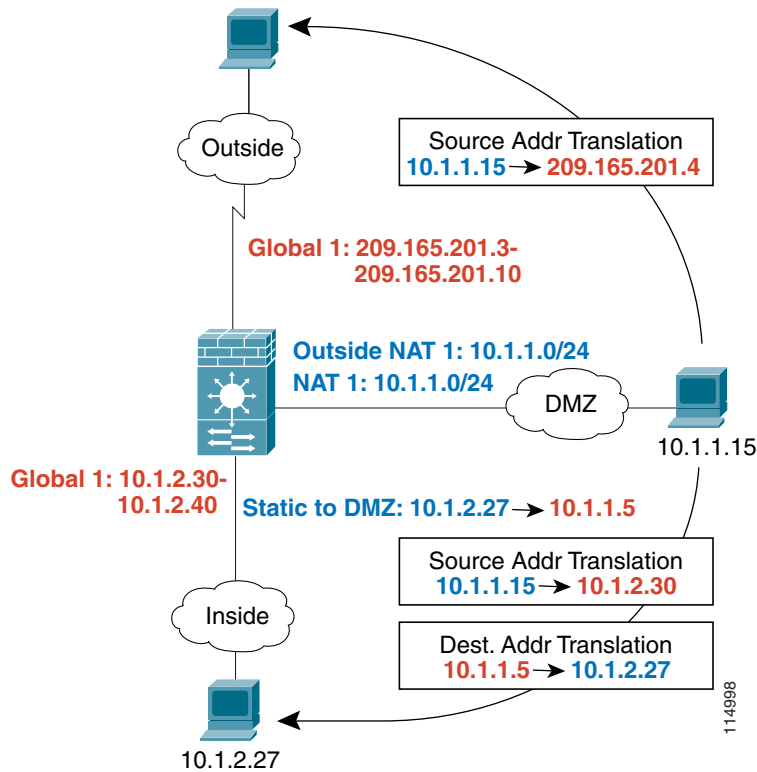 Outside
Source Addr Translation
10.1.1.15 → 209.165.201.4
Global 1: 209.165.201.3-
209.165.201.10
Outside NAT 1: 10.1.1.0/24
NAT 1: 10.1.1.0/24
DMZ
10.1.1.15
Global 1: 10.1.2.30-
10.1.2.40
Static to DMZ: 10.1.2.27 → 10.1.1.5
Source Addr Translation
10.1.1.15 → 10.1.2.30
Inside
Dest. Addr Translation
10.1.1.5 → 10.1.2.27
114998
10.1.2.27